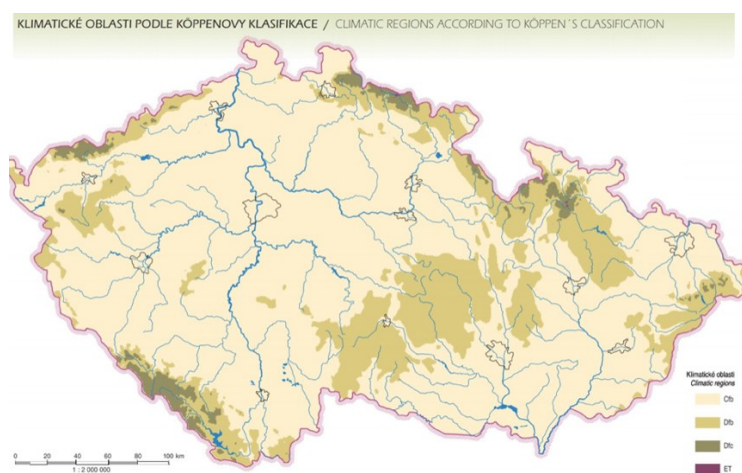 KLIMATICKÉ OBLASTI PODLE KÖPPENOVY KLASIFIKACE / CLIMATIC REGIONS ACCORDING TO KÖPPEN´S CLASSIFICATION
Klimatické oblasti
Climatic regions
Cfb
Dfb
Dfc
ET
0 20 40 60 80 100 km
1 : 2 000 000